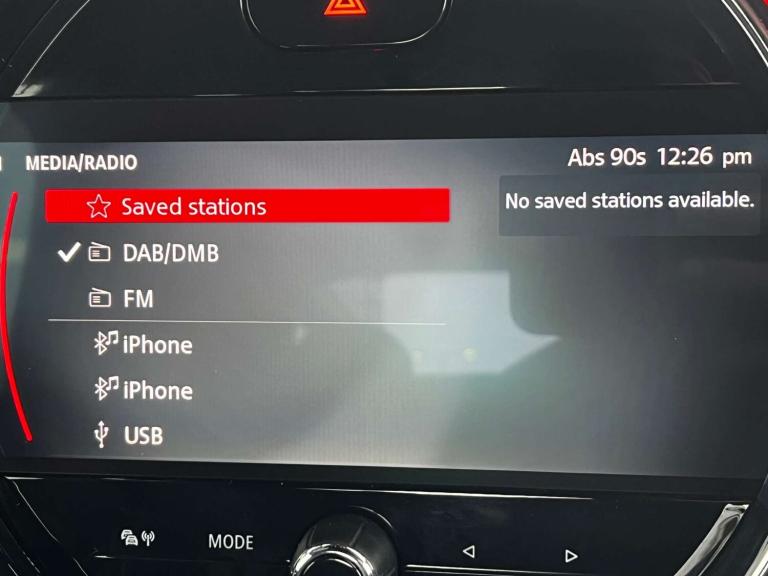 MEDIA/RADIO
Abs 90s 12:26 pm
Saved stations
No saved stations available.
DAB/DMB
FM
iPhone
iPhone
USB
MODE